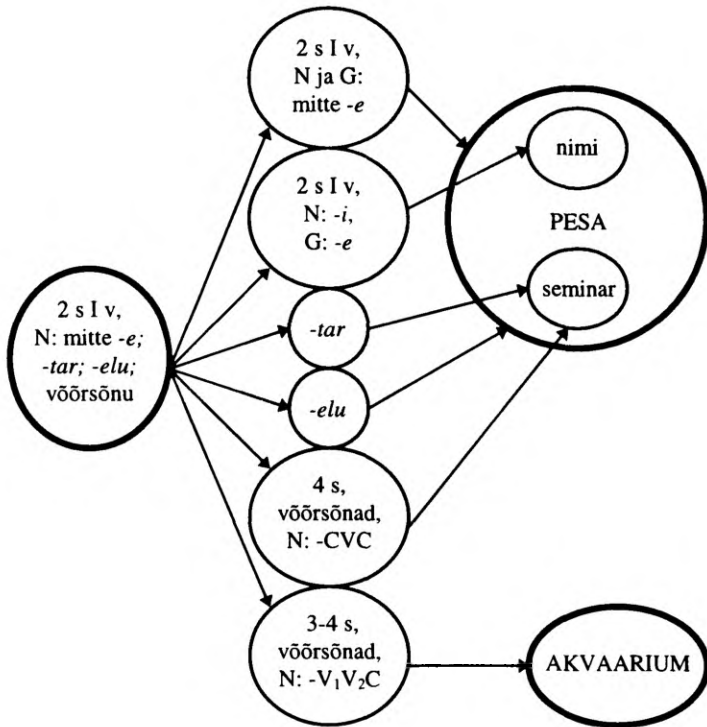 2 s I v,
N: mitte -e;
-tar; -elu;
võõrsõnu
2 s I v,
N ja G:
mitte -e
2 s I v,
N: -i,
G: -e
-tar
-elu
4 s,
võõrsõnad,
N: -CVC
3-4 s,
võõrsõnad,
N: -V₁V₂C
nimi
PESA
seminar
AKVAARIUM